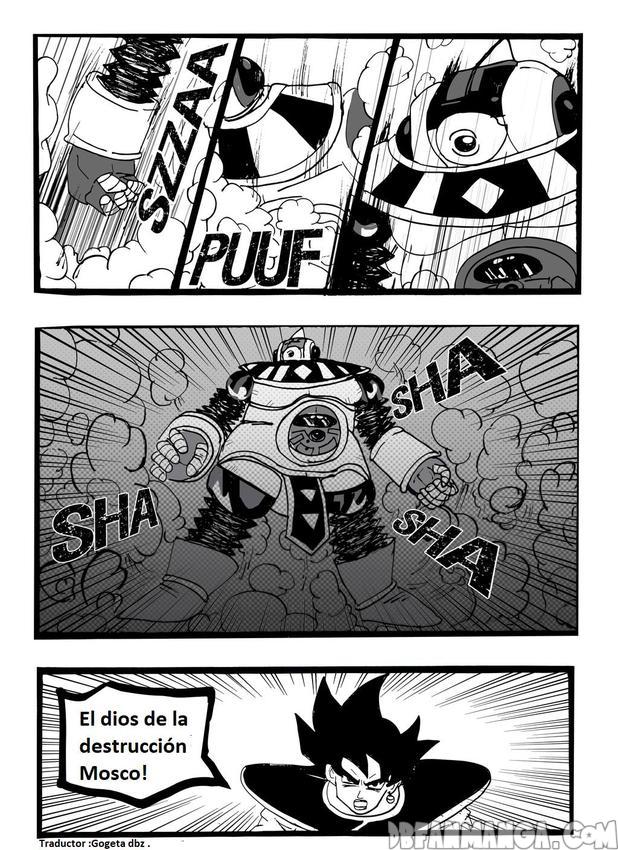 SZZAA
PUUF
SHA
SHA
SHA
El dios de la
destrucción
Mosco!
Traductor :Gogeta dbz .
DBFANMANGA.COM